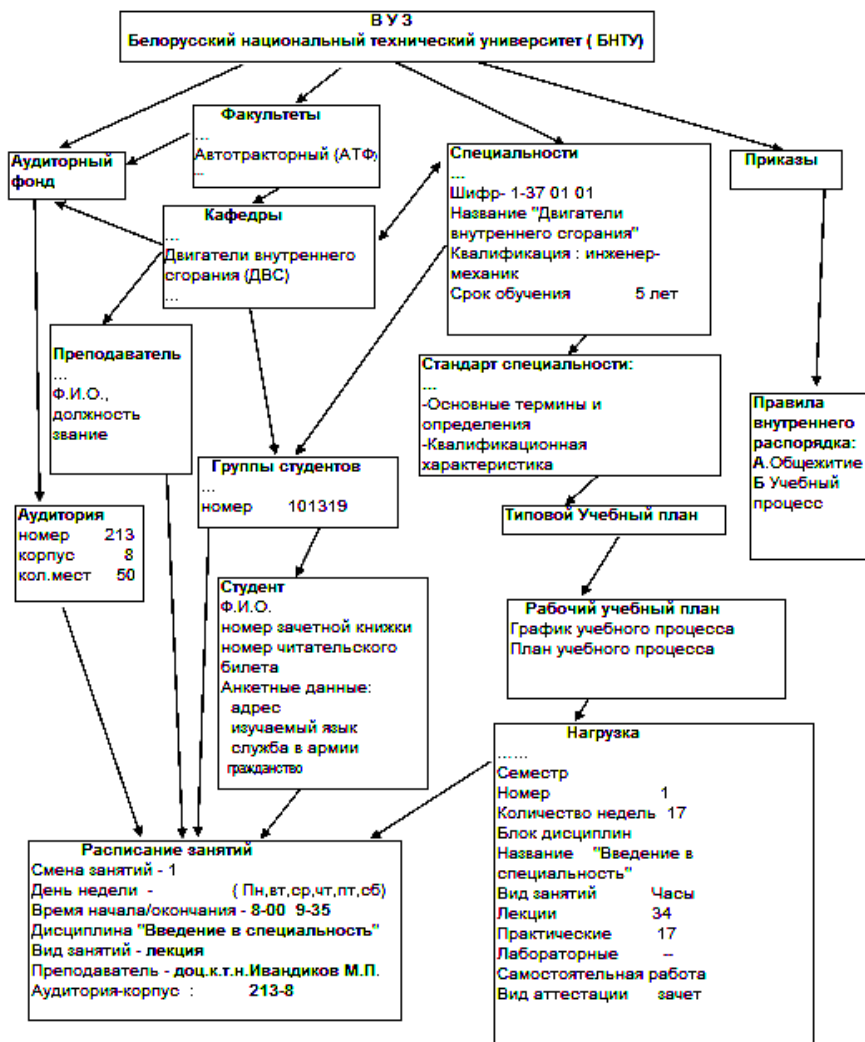 В У З
Белорусский национальный технический университет ( БНТУ)
Факультеты
...
Автотракторный (АТФ)
...
Аудиторный
фонд
Специальности
...
Шифр- 1-37 01 01
Название "Двигатели
внутреннего сгорания"
Квалификация : инженер-
механик
Срок обучения 5 лет
Приказы
Кафедры
...
Двигатели внутреннего
сгорания (ДВС)
...
Преподаватель
...
Ф.И.О.,
должность
звание
Стандарт специальности:
...
-Основные термины и
определения
-Квалификационная
характеристика
Правила
внутреннего
распорядка:
А.Общежитие
Б Учебный
процесс
Группы студентов
...
номер 101319
Аудитория
номер 213
корпус 8
кол.мест 50
Типовой Учебный план
Студент
Ф.И.О.
номер зачетной книжки
номер читательского
билета
Анкетные данные:
адрес
изучаемый язык
служба в армии
гражданство
Рабочий учебный план
График учебного процесса
План учебного процесса
Нагрузка
......
Семестр
Номер 1
Количество недель 17
Блок дисциплин
Название "Введение в
специальность"
Вид занятий Часы
Лекции 34
Практические 17
Лабораторные --
Самостоятельная работа
Вид аттестации зачет
Расписание занятий
Смена занятий - 1
День недели - ( Пн,вт,ср,чт,пт,сб)
Время начала/окончания - 8-00 9-35
Дисциплина "Введение в специальность"
Вид занятий - лекция
Преподаватель - доц.к.т.н.Ивандиков М.П.
Аудитория-корпус : 213-8